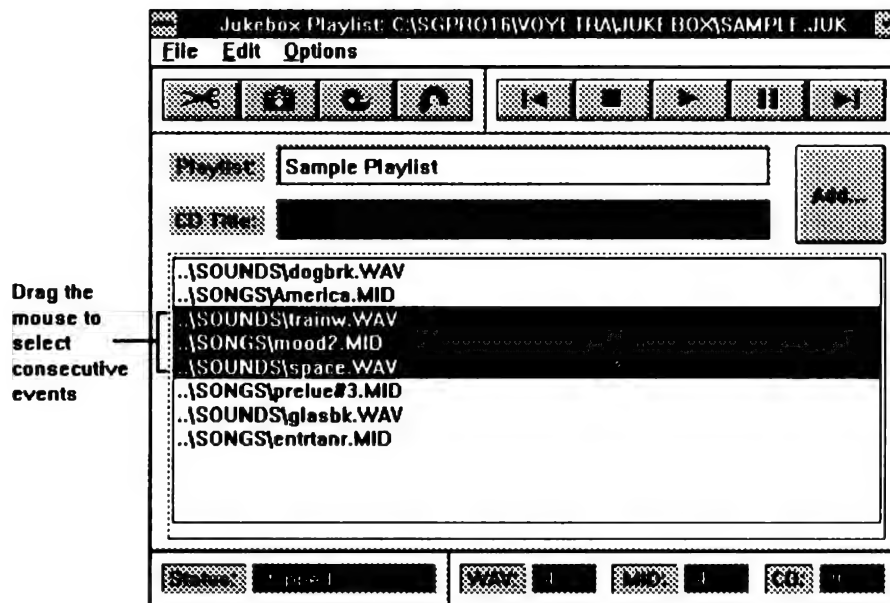 Jukebox Playlist: C:\SGPRO16\VOYETRA\JUKEBOX\SAMPLE.JUK
File Edit Options
Playlist: Sample Playlist
Add...
CD Title:
..\SOUNDS\dogbrk.WAV
..\SONGS\America.MID
..\SOUNDS\trainw.WAV
..\SONGS\mood2.MID
..\SOUNDS\space.WAV
..\SONGS\prelue#3.MID
..\SOUNDS\glasbk.WAV
..\SONGS\entrtanr.MID
Drag the
mouse to
select
consecutive
events
Status:
WAV:
MID:
CD: